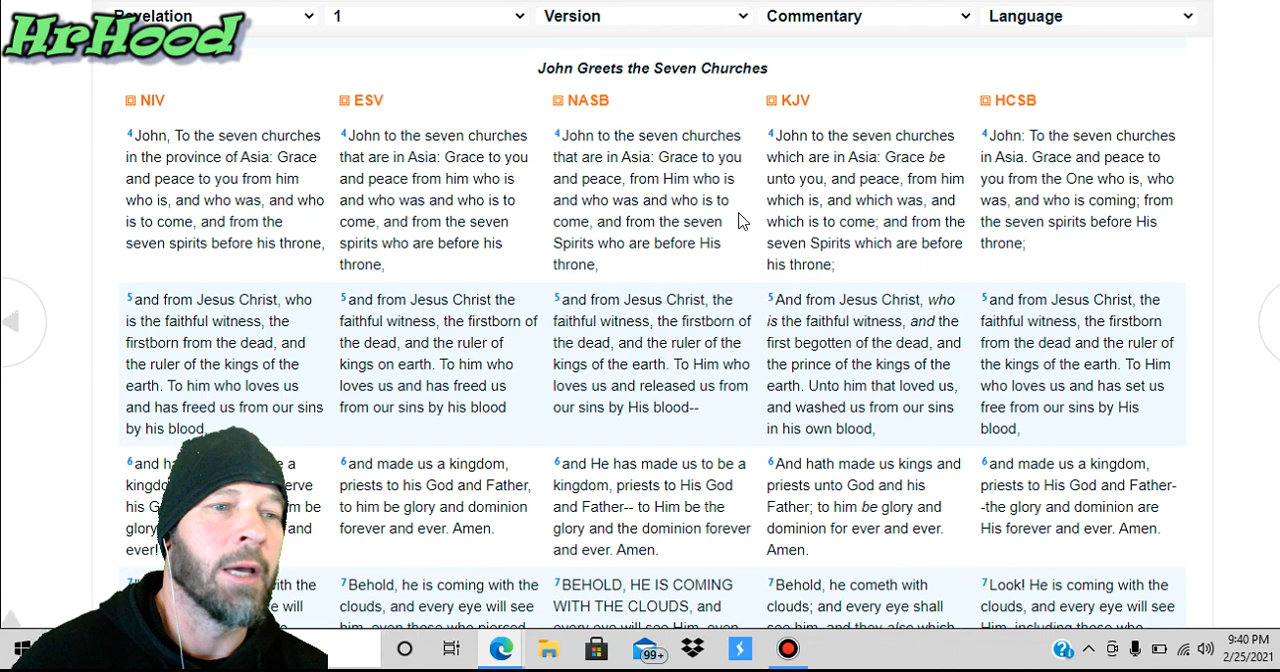 HrHood
Revelation 1 Version Commentary Language
John Greets the Seven Churches
NIV
4John, To the seven churches
in the province of Asia: Grace
and peace to you from him
who is, and who was, and who
is to come, and from the
seven spirits before his throne,
5and from Jesus Christ, who
is the faithful witness, the
firstborn from the dead, and
the ruler of the kings of the
earth. To him who loves us
and has freed us from our sins
by his blood,
6and a
his G
glory and
ever!
with the
will
ESV
4John to the seven churches
that are in Asia: Grace to you
and peace from him who is
and who was and who is to
come, and from the seven
spirits who are before his
throne,
5and from Jesus Christ the
faithful witness, the firstborn of
the dead, and the ruler of
kings on earth. To him who
loves us and has freed us
from our sins by his blood
6and made us a kingdom,
priests to his God and Father,
to him be glory and dominion
forever and ever. Amen.
7Behold, he is coming with the
clouds, and every eye will see
him, even those who pierced
NASB
4John to the seven churches
that are in Asia: Grace to you
and peace, from Him who is
and who was and who is to
come, and from the seven
Spirits who are before His
throne,
5and from Jesus Christ, the
faithful witness, the firstborn of
the dead, and the ruler of the
kings of the earth. To Him who
loves us and released us from
our sins by His blood--
6and He has made us to be a
kingdom, priests to His God
and Father-- to Him be the
glory and the dominion forever
and ever. Amen.
7BEHOLD, HE IS COMING
WITH THE CLOUDS, and
every eye will see Him, even
KJV
4John to the seven churches
which are in Asia: Grace be
unto you, and peace, from him
which is, and which was, and
which is to come; and from the
seven Spirits which are before
his throne;
5And from Jesus Christ, who
is the faithful witness, and the
first begotten of the dead, and
the prince of the kings of the
earth. Unto him that loved us,
and washed us from our sins
in his own blood,
6And hath made us kings and
priests unto God and his
Father; to him be glory and
dominion for ever and ever.
Amen.
7Behold, he cometh with
clouds; and every eye shall
see him, and they also which
HCSB
4John: To the seven churches
in Asia. Grace and peace to
you from the One who is, who
was, and who is coming; from
the seven spirits before His
throne;
5and from Jesus Christ, the
faithful witness, the firstborn
from the dead and the ruler of
the kings of the earth. To Him
who loves us and has set us
free from our sins by His
blood,
6and made us a kingdom,
priests to His God and Father-
-the glory and dominion are
His forever and ever. Amen.
7Look! He is coming with the
clouds, and every eye will see
Him, including those who
99+
9:40 PM
2/25/2021